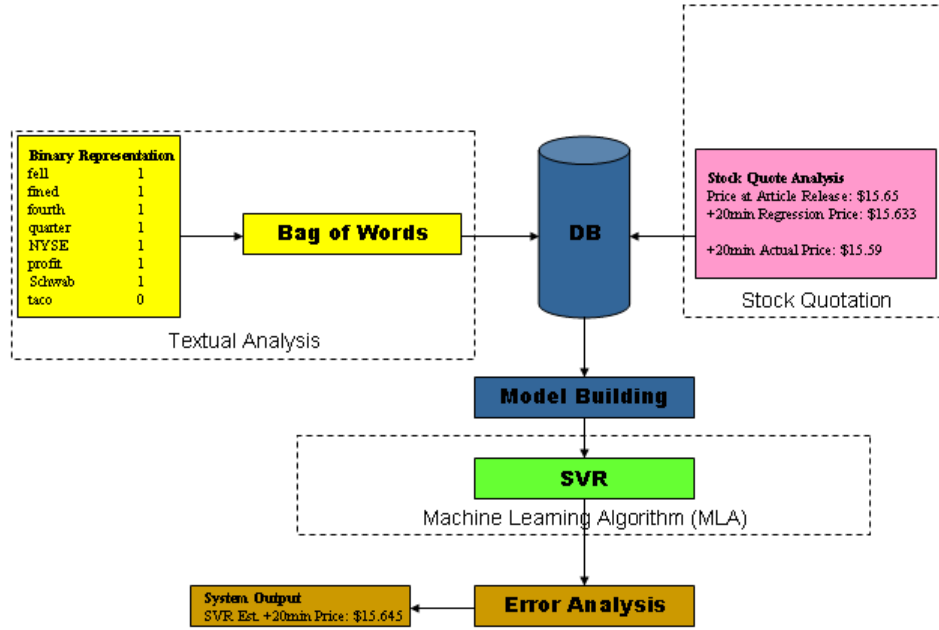 Binary Representation
fell 1
fined 1
fourth 1
quarter 1
NYSE 1
profit 1
Schwab 1
taco 0
Bag of Words
Textual Analysis
DB
Stock Quote Analysis
Price at Article Release: $15.65
+20min Regression Price: $15.633
+20min Actual Price: $15.59
Stock Quotation
Model Building
SVR
Machine Learning Algorithm (MLA)
Error Analysis
System Output
SVR Est. +20min Price: $15.645